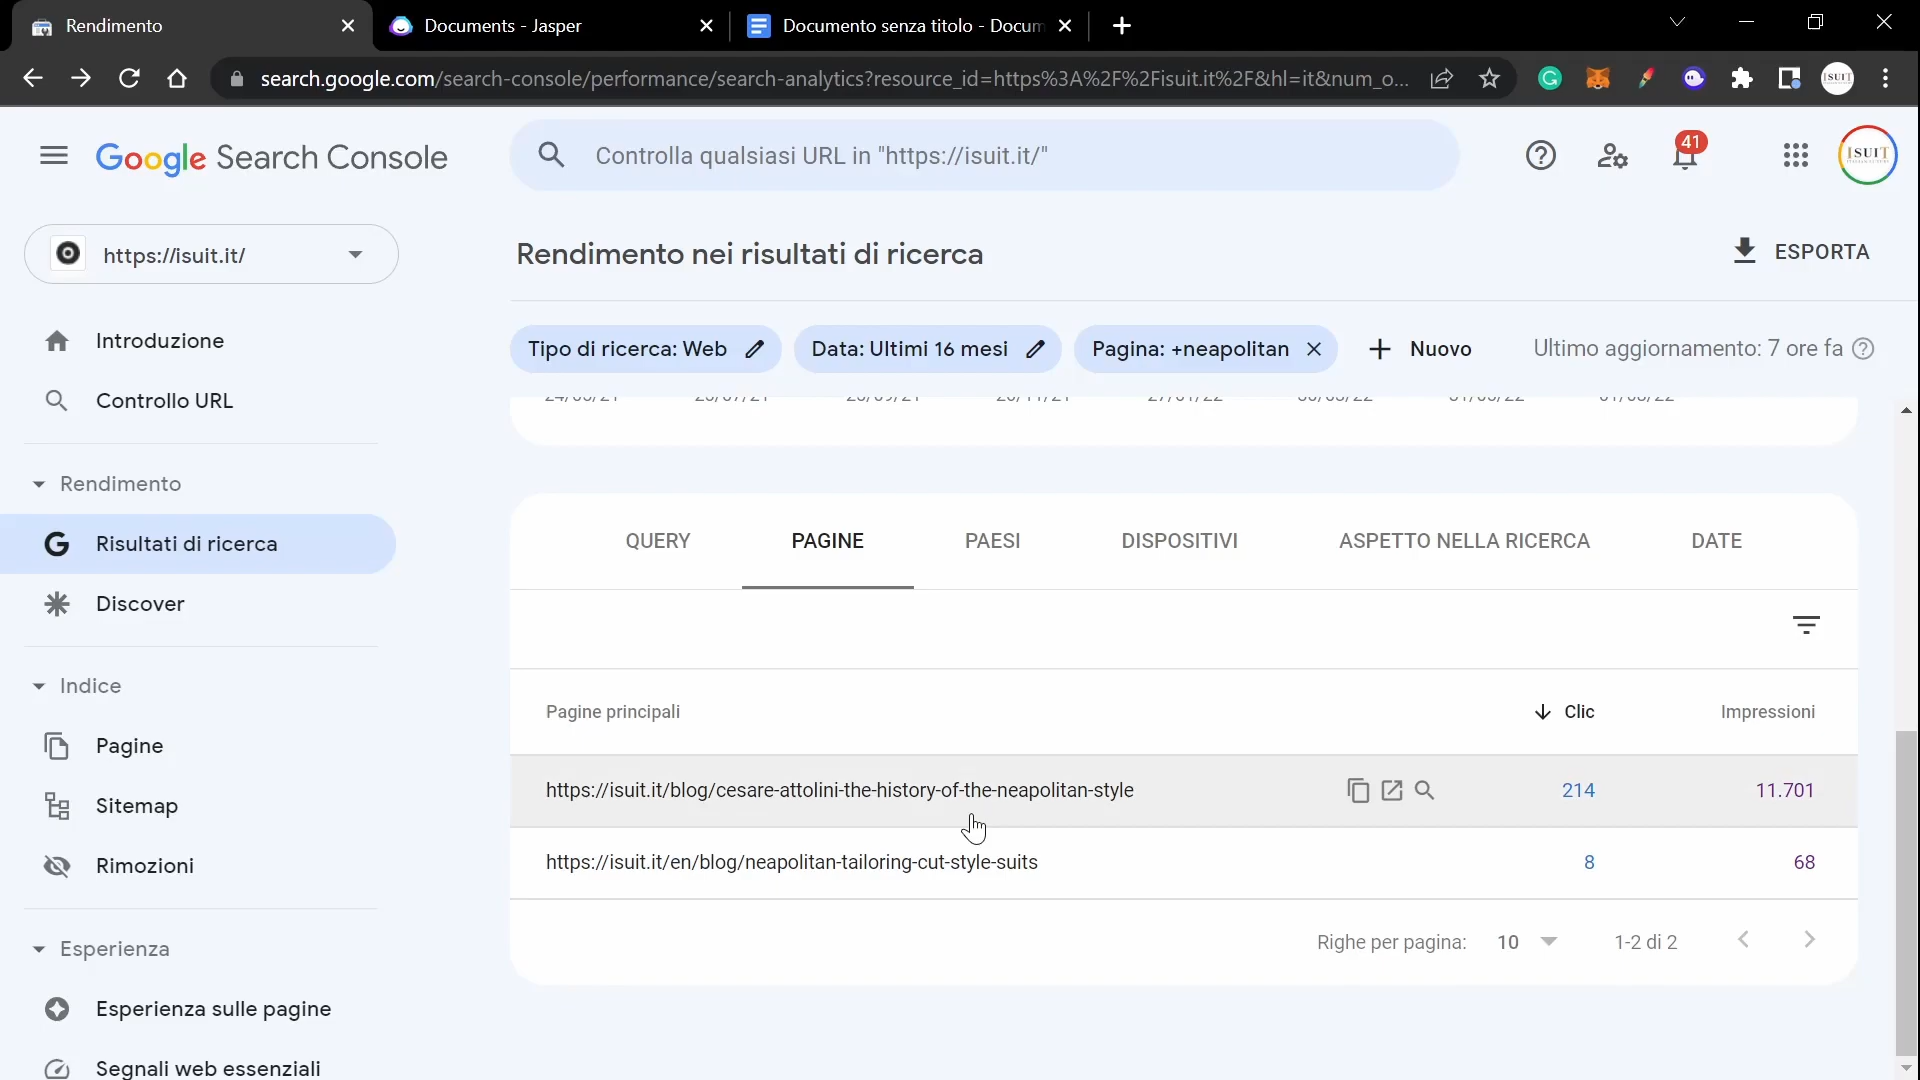 Rendimento
Documents - Jasper
Documento senza titolo - Docum
search.google.com/search-console/performance/search-analytics?resource_id=https%3A%2F%2Fisuit.it%2F&hl=it&num_o...
ISUIT
Google Search Console
Controlla qualsiasi URL in "https://isuit.it/"
41
ISUIT
https://isuit.it/
Rendimento nei risultati di ricerca
ESPORTA
Tipo di ricerca: Web
Data: Ultimi 16 mesi
Pagina: +neapolitan
Nuovo
Ultimo aggiornamento: 7 ore fa
Introduzione
Controllo URL
Rendimento
Risultati di ricerca
Discover
Indice
Pagine
Sitemap
Rimozioni
Esperienza
Esperienza sulle pagine
Segnali web essenziali
QUERY
PAGINE
PAESI
DISPOSITIVI
ASPETTO NELLA RICERCA
DATE
Pagine principali
Clic
Impressioni
https://isuit.it/blog/cesare-attolini-the-history-of-the-neapolitan-style
214
11.701
https://isuit.it/en/blog/neapolitan-tailoring-cut-style-suits
8
68
Righe per pagina:
10
1-2 di 2